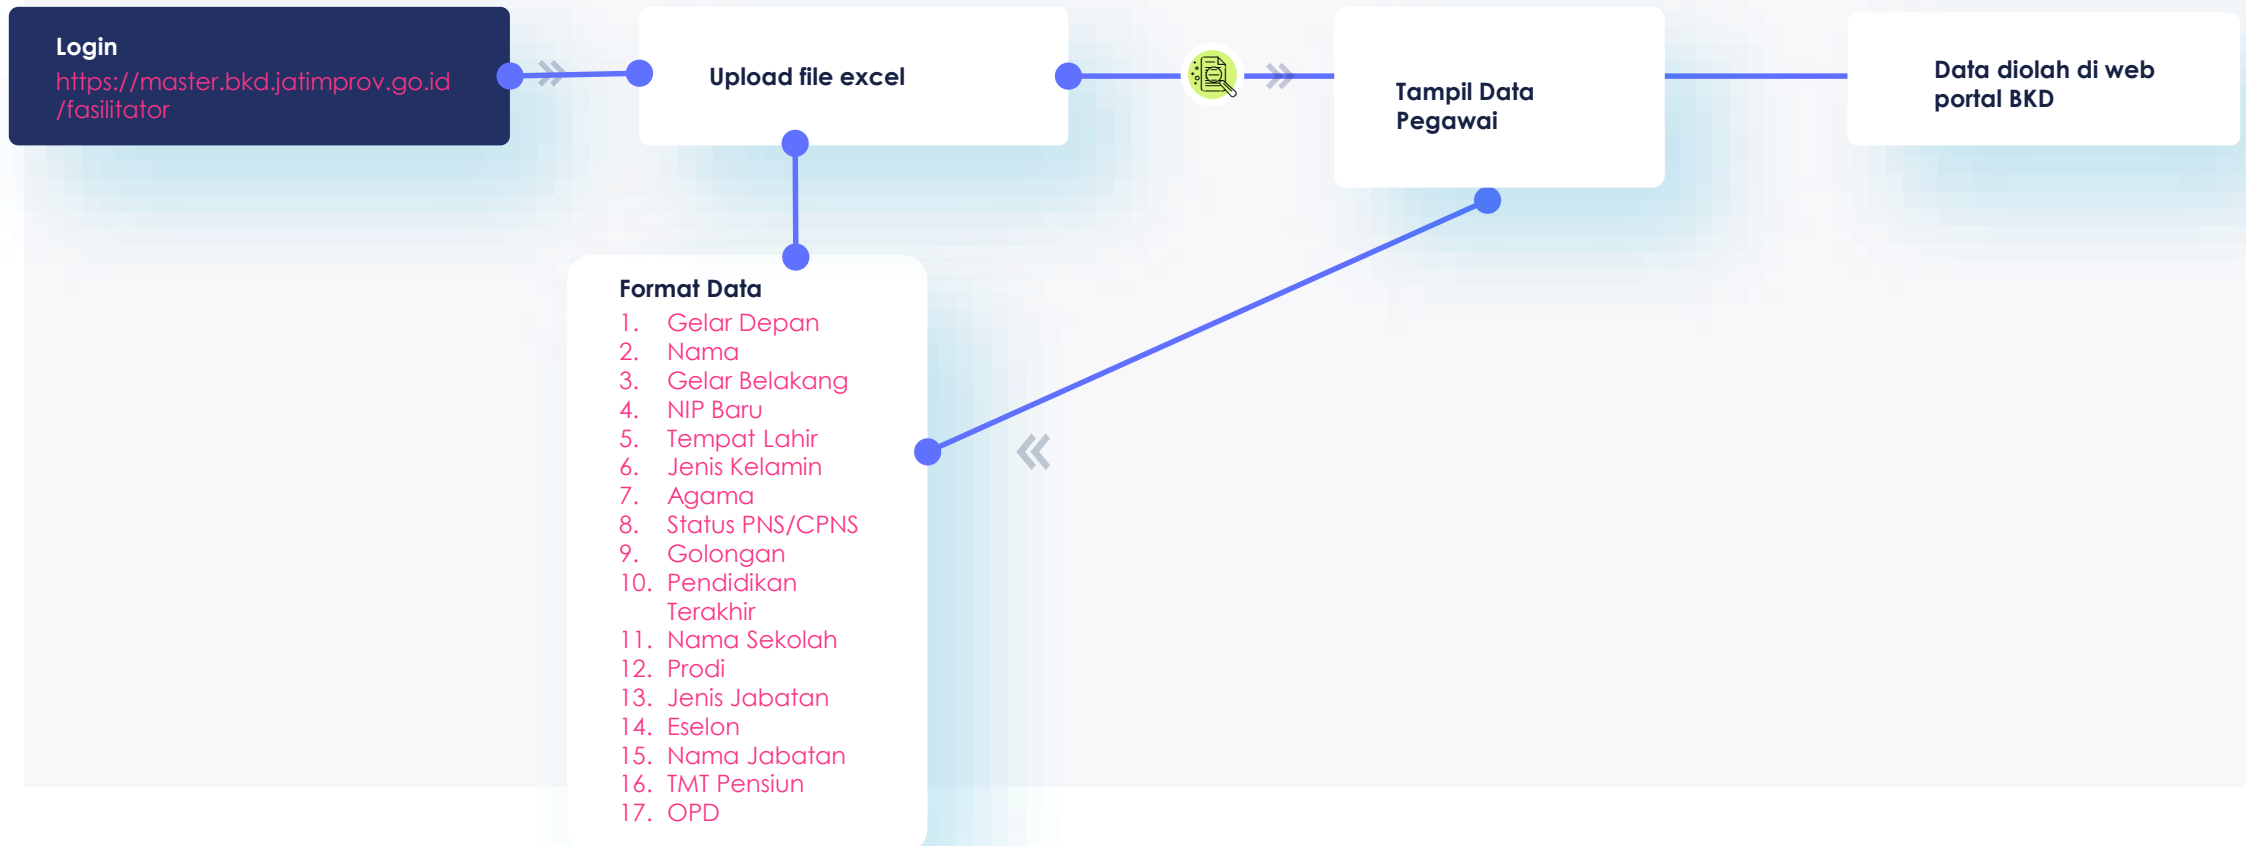 Login
https://master.bkd.jatimprov.go.id
/fasilitator
Upload file excel
Tampil Data
Pegawai
Data diolah di web
portal BKD
Format Data
1. Gelar Depan
2. Nama
3. Gelar Belakang
4. NIP Baru
5. Tempat Lahir
6. Jenis Kelamin
7. Agama
8. Status PNS/CPNS
9. Golongan
10. Pendidikan
Terakhir
11. Nama Sekolah
12. Prodi
13. Jenis Jabatan
14. Eselon
15. Nama Jabatan
16. TMT Pensiun
17. OPD